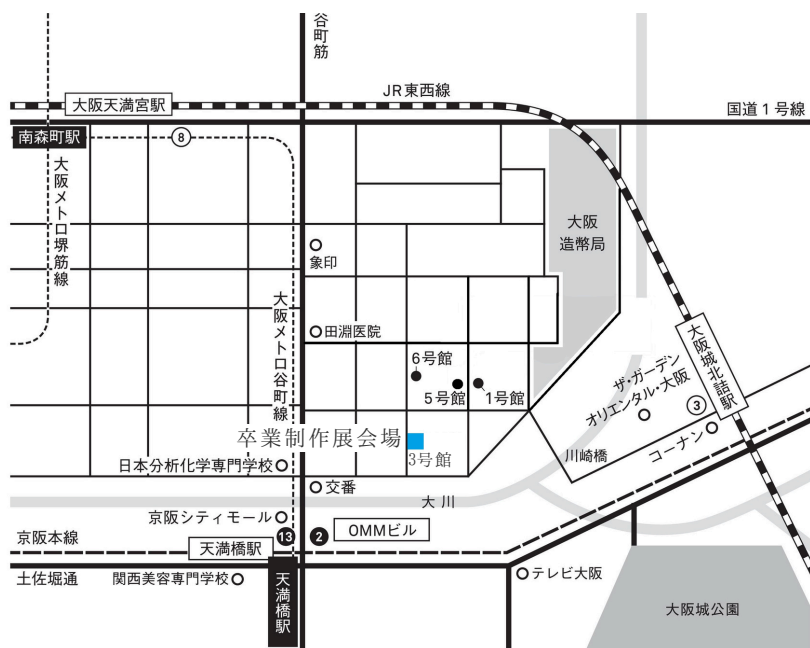 谷町筋
JR東西線
大阪天満宮駅
国道1号線
南森町駅
8
大阪メトロ堺筋線
大阪
造幣局
象印
大阪メトロ谷町線
田淵医院
大阪城北詰駅
6号館
5号館
1号館
ザ・ガーデン
オリエンタル・大阪
3
卒業制作展会場
3号館
川崎橋
コーナン
日本分析化学専門学校
交番
大川
京阪シティモール
京阪本線
13
2
OMMビル
天満橋駅
土佐堀通
関西美容専門学校
天満橋駅
テレビ大阪
大阪城公園